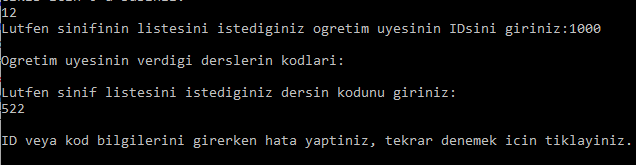 12
Lutfen sinifinin listesini istediginiz ogretim uyesinin IDsini giriniz:1000
Ogretim uyesinin verdigi derslerin kodlari:
Lutfen sinif listesini istediginiz dersin kodunu giriniz:
522
ID veya kod bilgilerini girerken hata yaptiniz, tekrar denemek icin tiklayiniz.